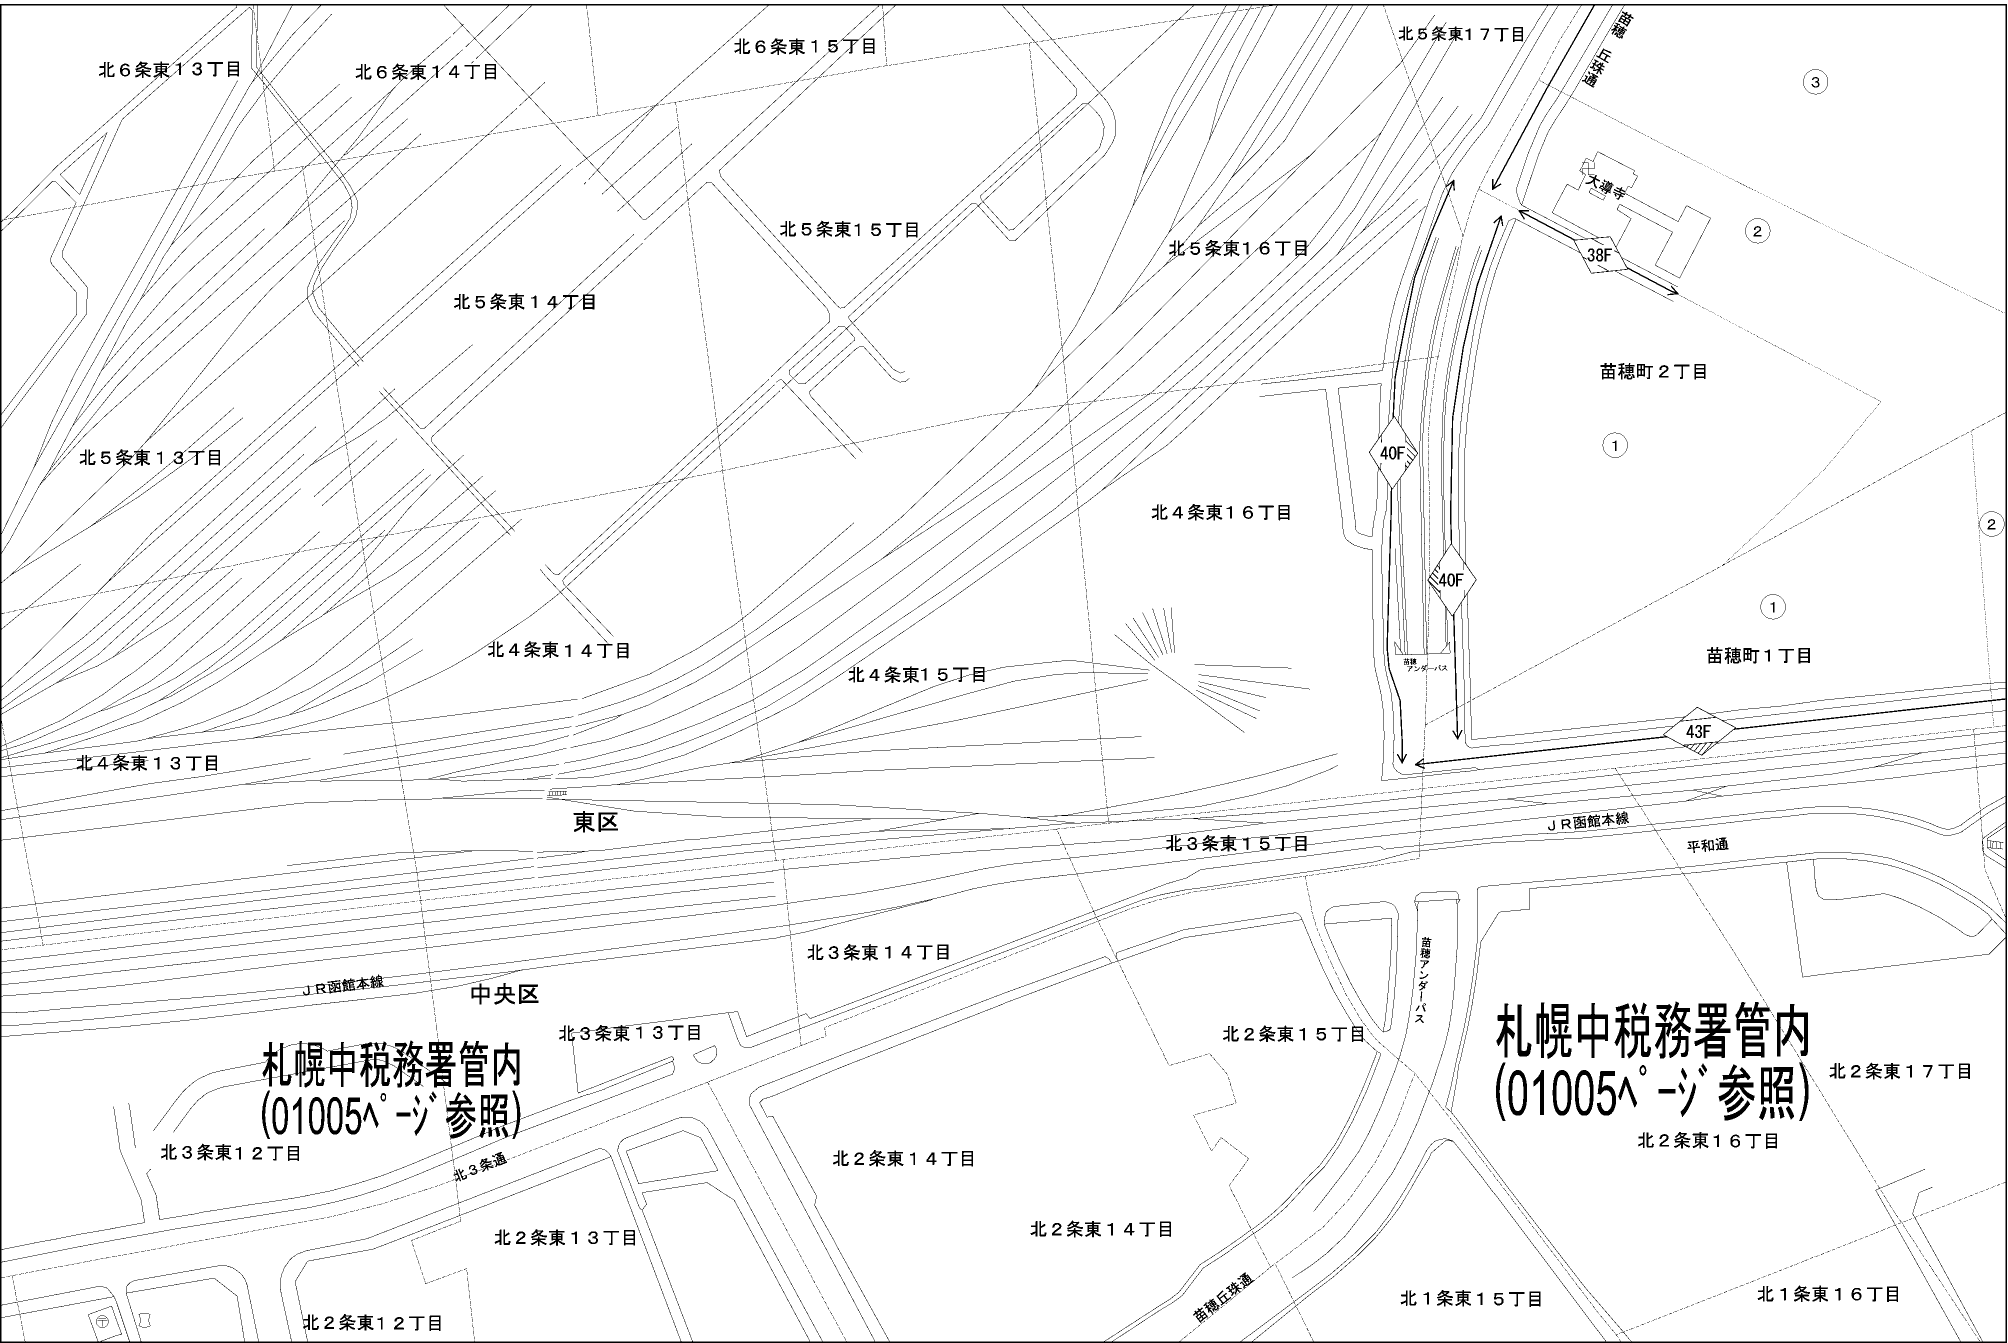 苗穂丘珠通
北5条東17丁目
北6条東15丁目
北6条東13丁目
北6条東14丁目
3
大導寺
2
北5条東15丁目
北5条東16丁目
38F
北5条東14丁目
苗穂町2丁目
1
40F
北5条東13丁目
北4条東16丁目
2
40F
1
北4条東14丁目
苗穂町1丁目
苗穂
アンダーパス
北4条東15丁目
43F
北4条東13丁目
東区
JR函館本線
北3条東15丁目
平和通
北3条東14丁目
苗穂アンダーパス
JR函館本線
中央区
北3条東13丁目
北2条東15丁目
札幌中税務署管内
(01005ﾍﾟｰｼﾞ参照)
札幌中税務署管内
(01005ﾍﾟｰｼﾞ参照)
北2条東17丁目
北2条東16丁目
北3条東12丁目
北3条通
北2条東14丁目
北2条東14丁目
北2条東13丁目
苗穂丘珠通
北1条東15丁目
北1条東16丁目
北2条東12丁目